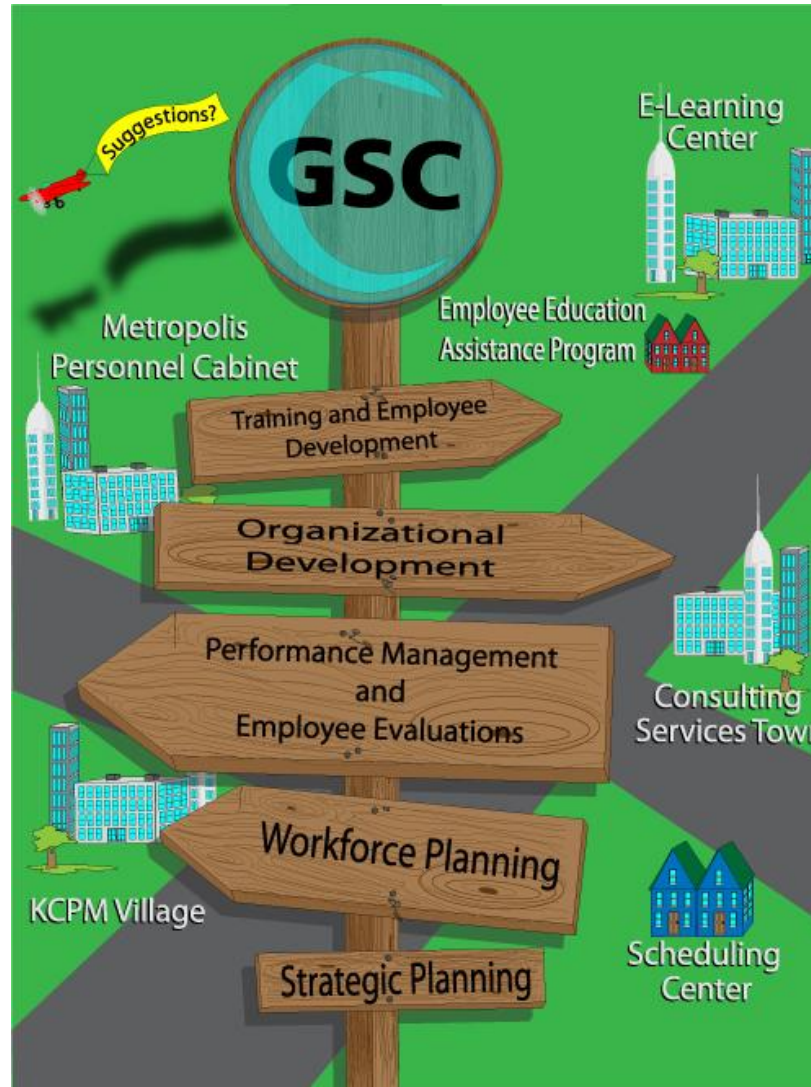 Suggestions?
GSC
E-Learning
Center
Employee Education
Assistance Program
Metropolis
Personnel Cabinet
Training and Employee
Development
Organizational
Development
Performance Management
and
Employee Evaluations
Consulting
Services Town
Workforce Planning
KCPM Village
Strategic Planning
Scheduling
Center